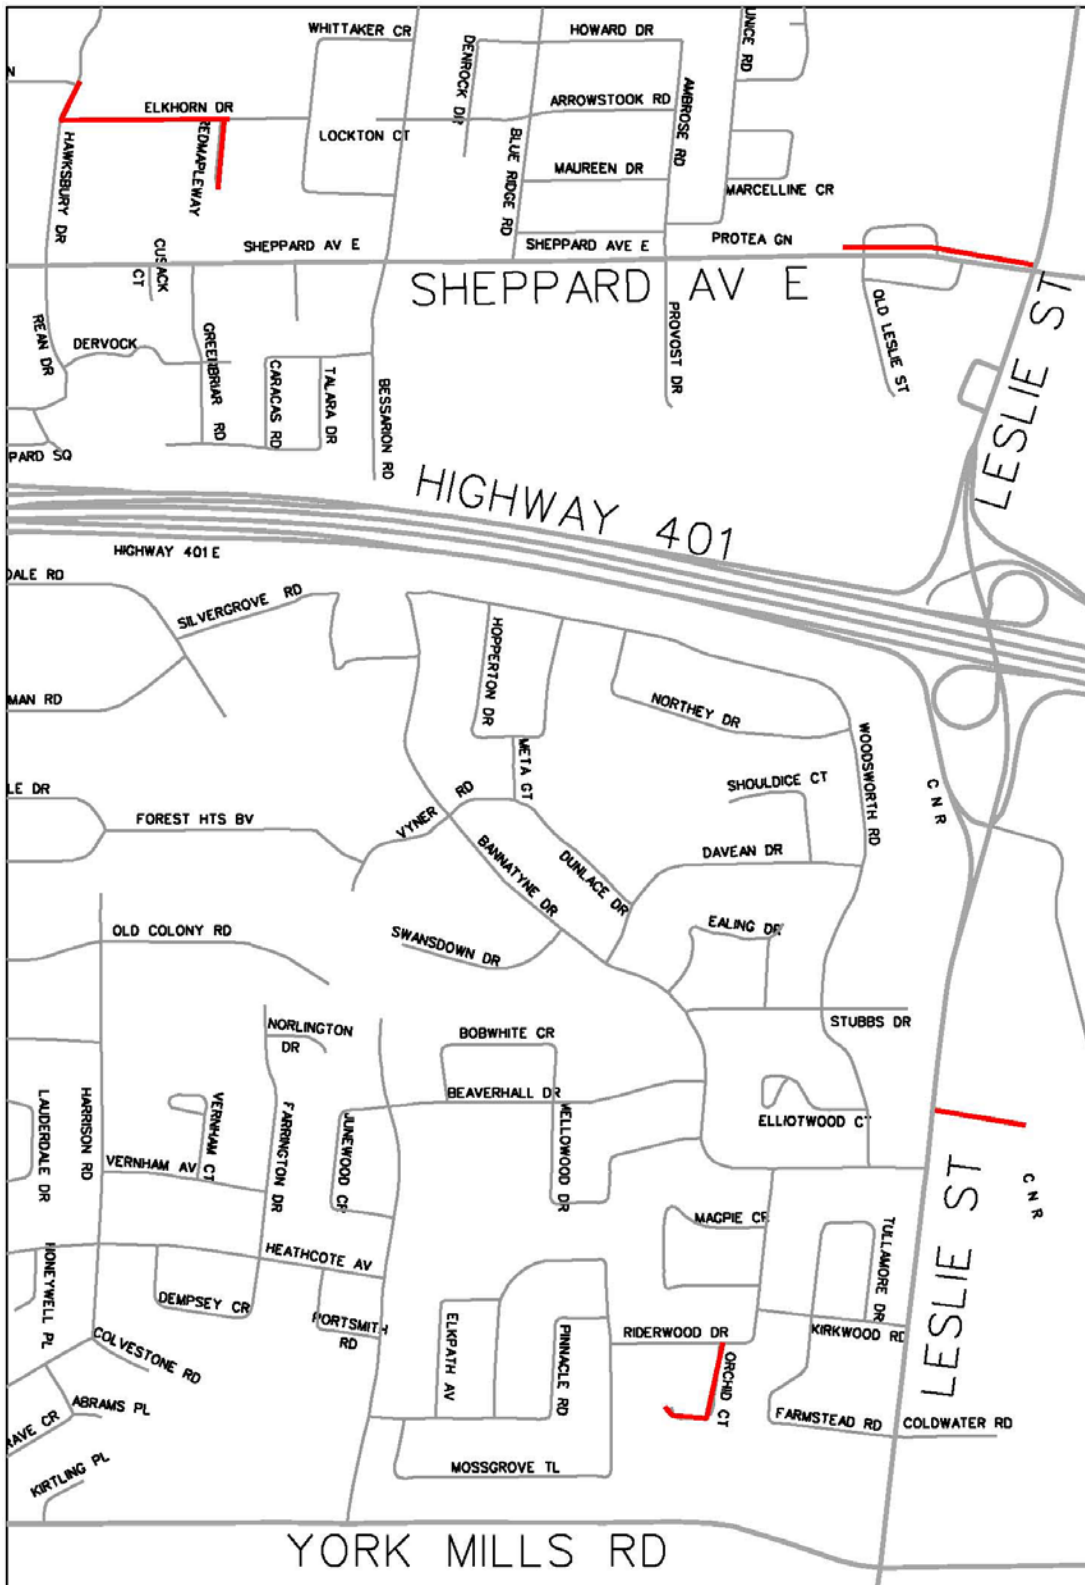 WHITTAKER CR
HOWARD DR
UNICE RD
DENROCK DR
N
ELKHORN DR
ARROWSTOOK RD
AMBROSE RD
LOCKTON CT
BLUE RIDGE RD
REDMAPLEWAY
HAWKSBURY DR
MAUREEN DR
MARCELLINE CR
SHEPPARD AV E
SHEPPARD AVE E
PROTEA GN
CUSACK
CT
SHEPPARD AV E
LESLIE ST
OLD LESLIE ST
PROVOST DR
REAN DR
DERVOCK
GREENBRIAR RD
CARACAS RD
TALARA DR
BESSARION RD
PARD SQ
HIGHWAY 401
HIGHWAY 401 E
DALE RD
SILVERGROVE RD
HOPPERTON DR
MAN RD
NORTHEY DR
WOODSWORTH RD
META CT
SHOULDICE CT
C N R
LE DR
VYNER RD
FOREST HTS BV
BANNATYNE DR
DUNLACE DR
DAVEAN DR
OLD COLONY RD
SWANSDOWN DR
EALING DR
STUBBS DR
NORLINGTON
DR
BOBWHITE CR
BEAVERHALL DR
LAUDERDALE DR
HARRISON RD
VERNHAM CT
FARRINGTON DR
JUNEWOOD CR
MELLOWOOD DR
ELLIOTWOOD CT
VERNHAM AV
LESLIE ST
C N R
MAGPIE CR
TULLAMORE DR
HONEYWELL PL
HEATHCOTE AV
DEMPSEY CR
PORTSMITH
RD
ELKPATH AV
PINNACLE RD
RIDERWOOD DR
KIRKWOOD RD
COLVESTONE RD
ORCHID CT
ABRAMS PL
FARMSTEAD RD
COLDWATER RD
RAVE CR
KIRTLING PL
MOSSGROVE TL
YORK MILLS RD